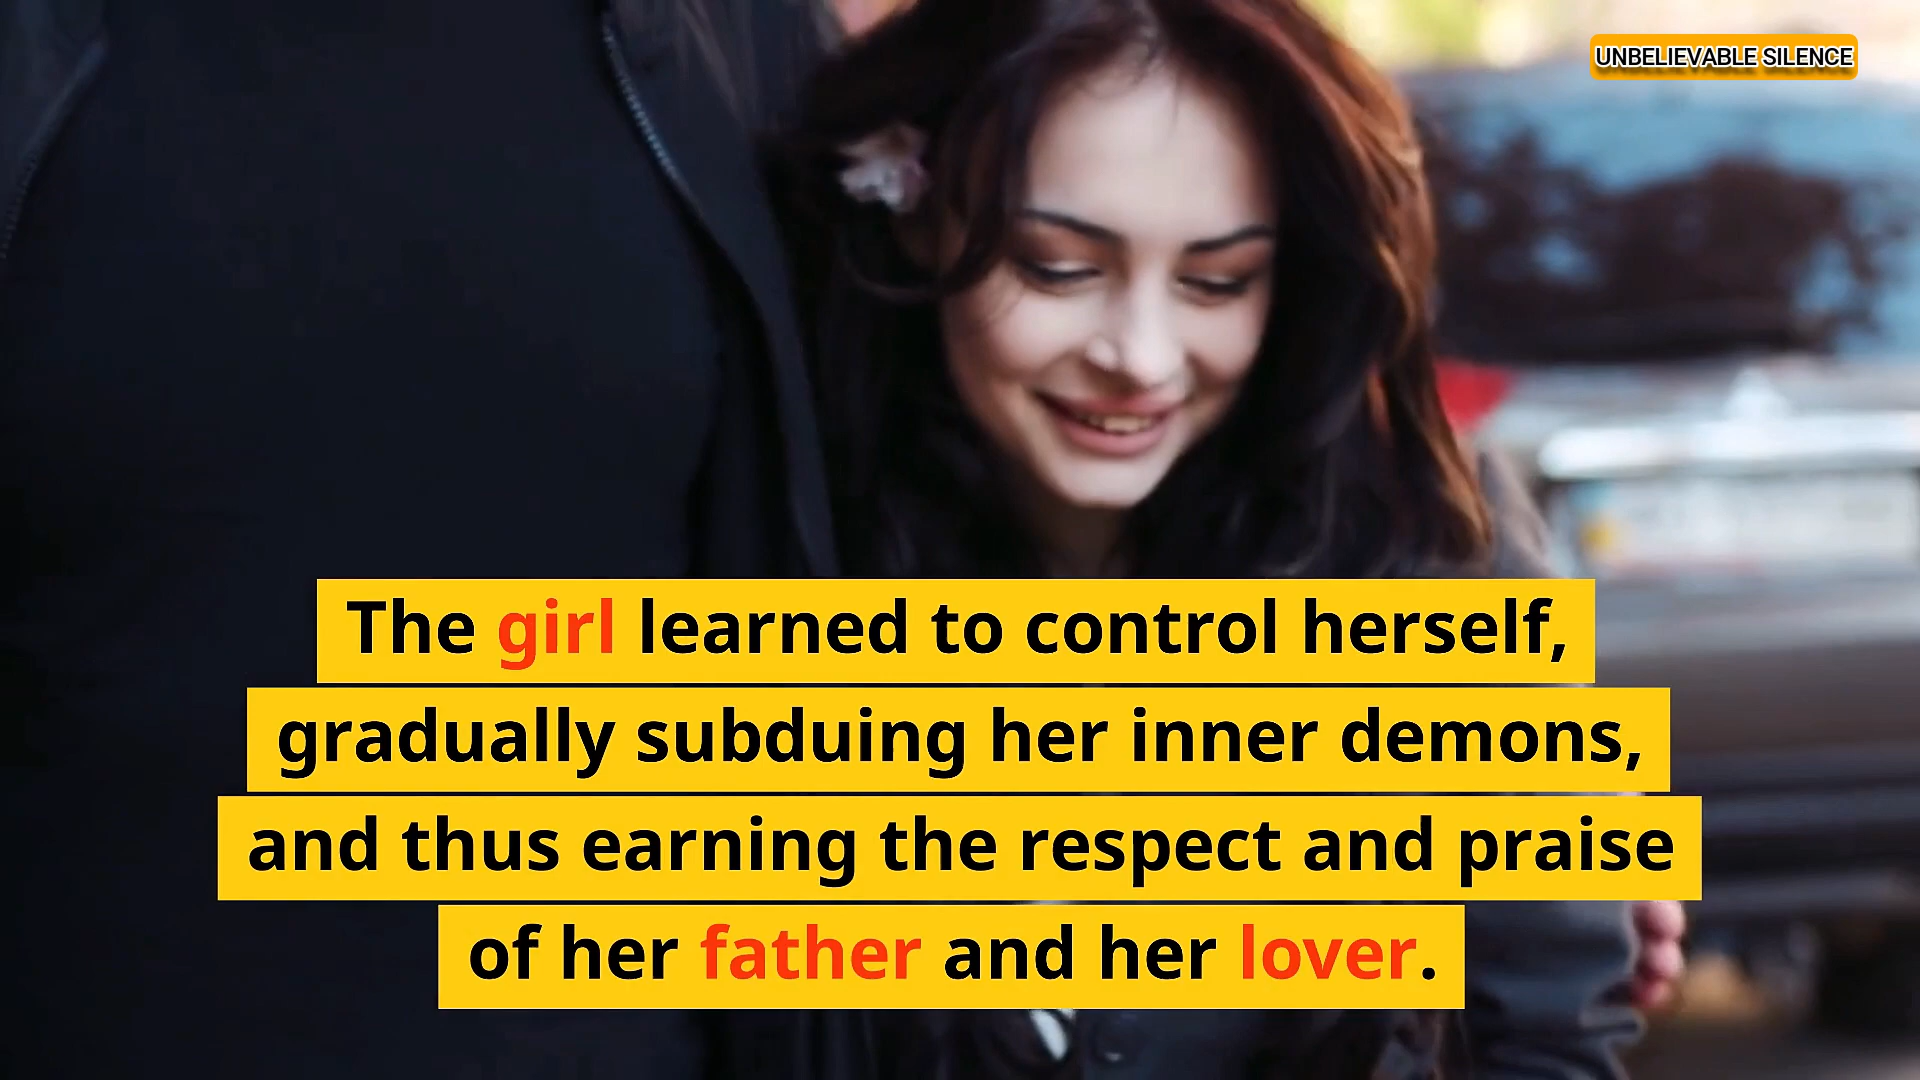 UNBELIEVABLE SILENCE
The girl learned to control herself,
gradually subduing her inner demons,
and thus earning the respect and praise
of her father and her lover.